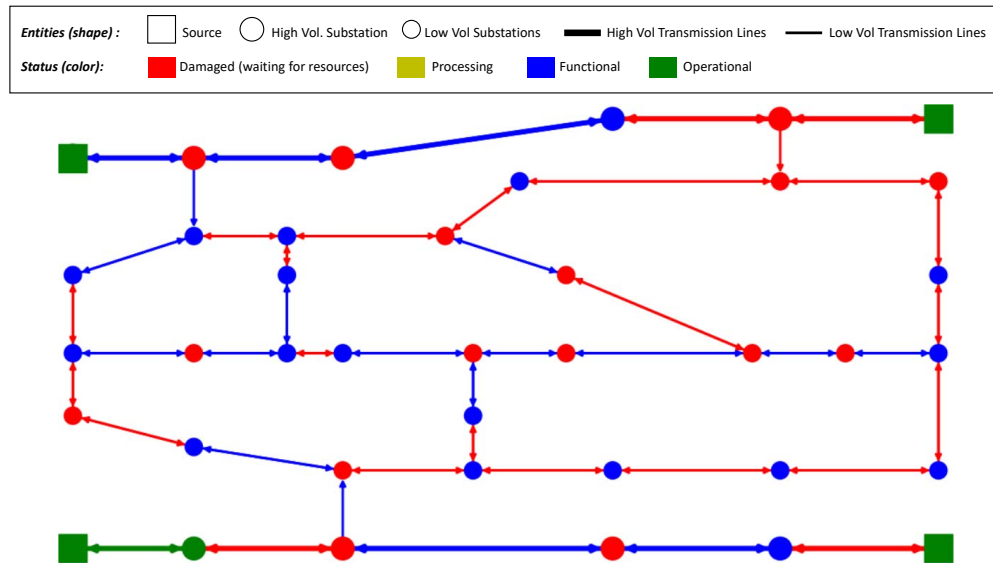 Entities (shape) : Source High Vol. Substation Low Vol Substations High Vol Transmission Lines Low Vol Transmission Lines
Status (color): Damaged (waiting for resources) Processing Functional Operational